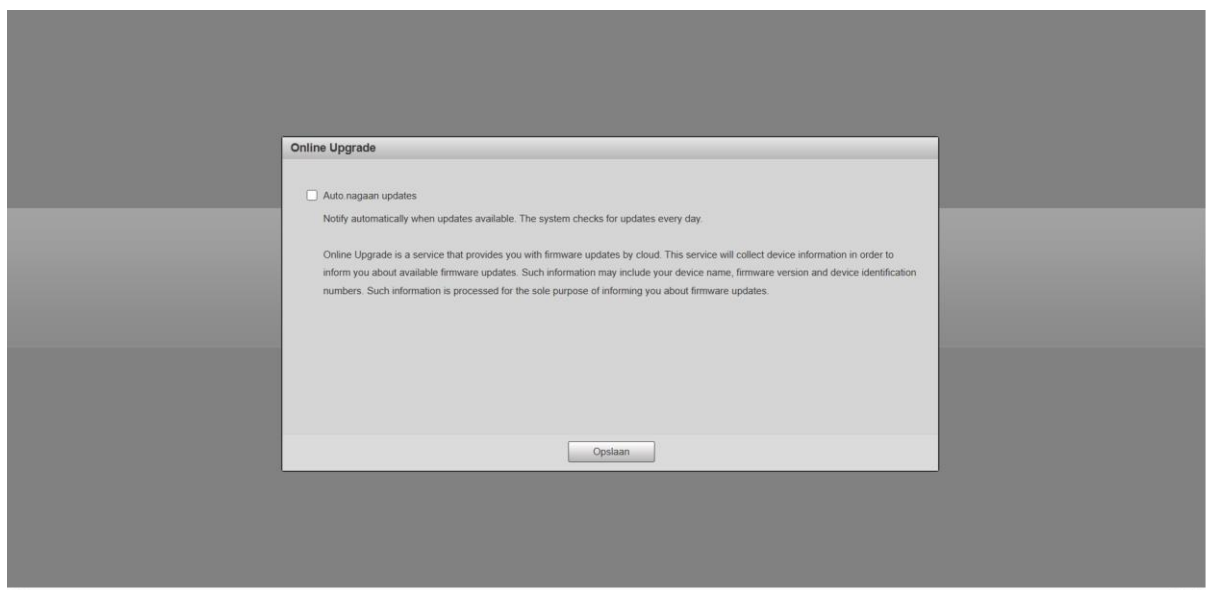 Online Upgrade
Auto.nagaan updates
Notify automatically when updates available. The system checks for updates every day.
Online Upgrade is a service that provides you with firmware updates by cloud. This service will collect device information in order to
inform you about available firmware updates. Such information may include your device name, firmware version and device identification
numbers. Such information is processed for the sole purpose of informing you about firmware updates.
Opslaan